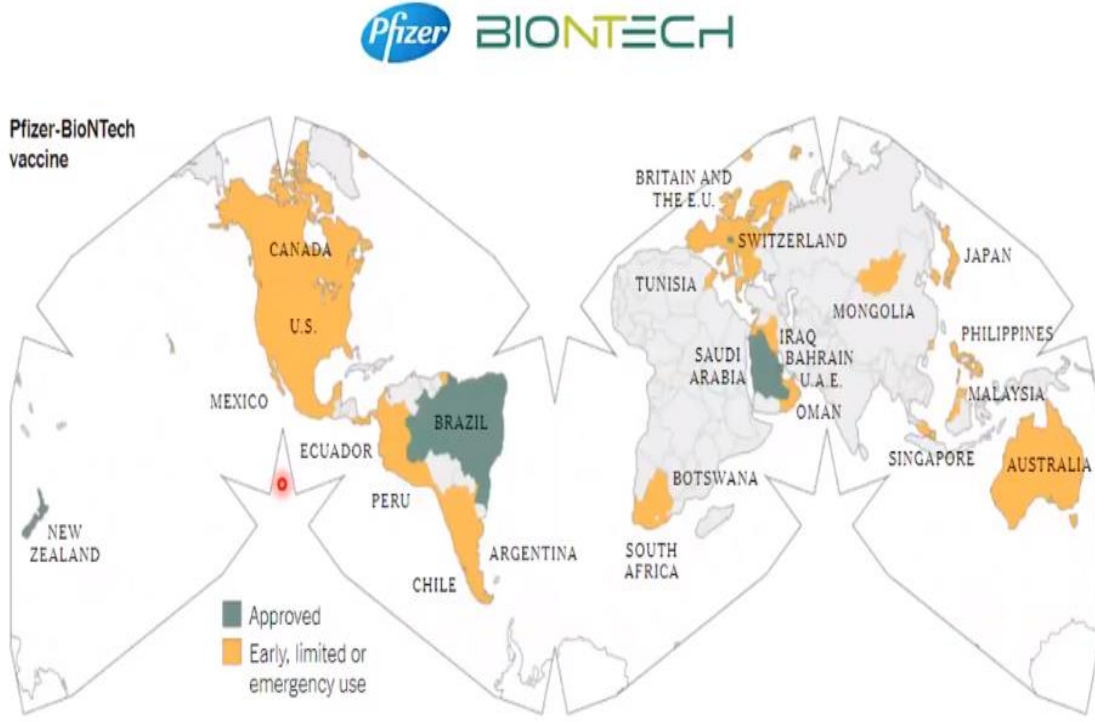 Pfizer BIONTECH
Pfizer-BioNTech
vaccine
CANADA
U.S.
MEXICO
ECUADOR
BRAZIL
PERU
ARGENTINA
CHILE
NEW
ZEALAND
BRITAIN AND
THE E.U.
SWITZERLAND
TUNISIA
JAPAN
MONGOLIA
SAUDI
ARABIA
IRAQ
BAHRAIN
U.A.E.
OMAN
PHILIPPINES
MALAYSIA
SINGAPORE
AUSTRALIA
BOTSWANA
SOUTH
AFRICA
Approved
Early, limited or
emergency use